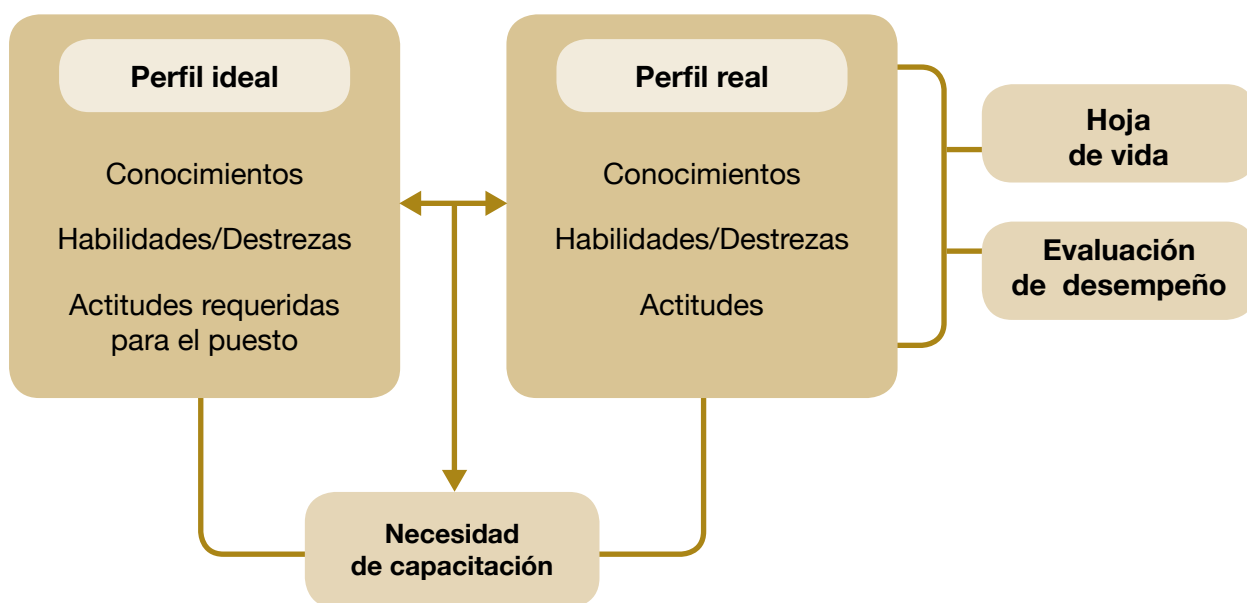 Perfil ideal
Conocimientos
Habilidades/Destrezas
Actitudes requeridas
para el puesto
Perfil real
Conocimientos
Habilidades/Destrezas
Actitudes
Hoja
de vida
Evaluación
de desempeño
Necesidad
de capacitación